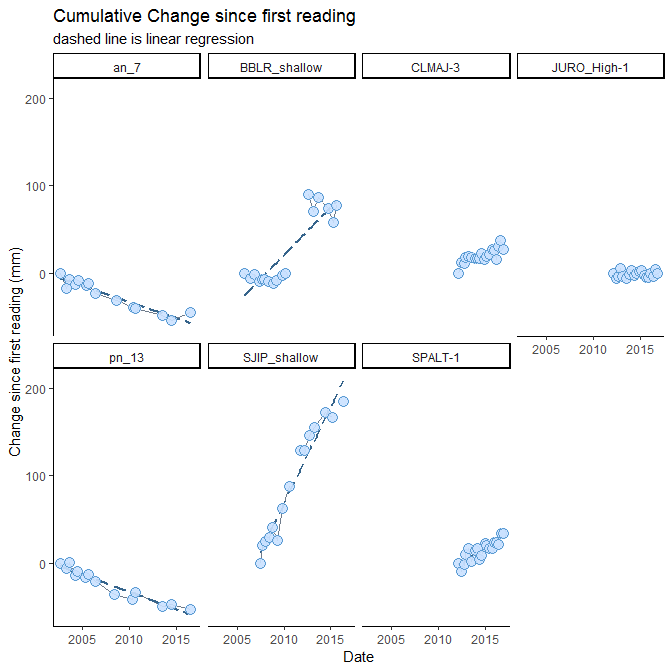 Cumulative Change since first reading
dashed line is linear regression
an_7
BBLR_shallow
CLMAJ-3
JURO_High-1
200
100
0
2005 2010 2015
pn_13
SJIP_shallow
SPALT-1
200
100
0
2005 2010 2015
2005 2010 2015
2005 2010 2015
Date
Change since first reading (mm)